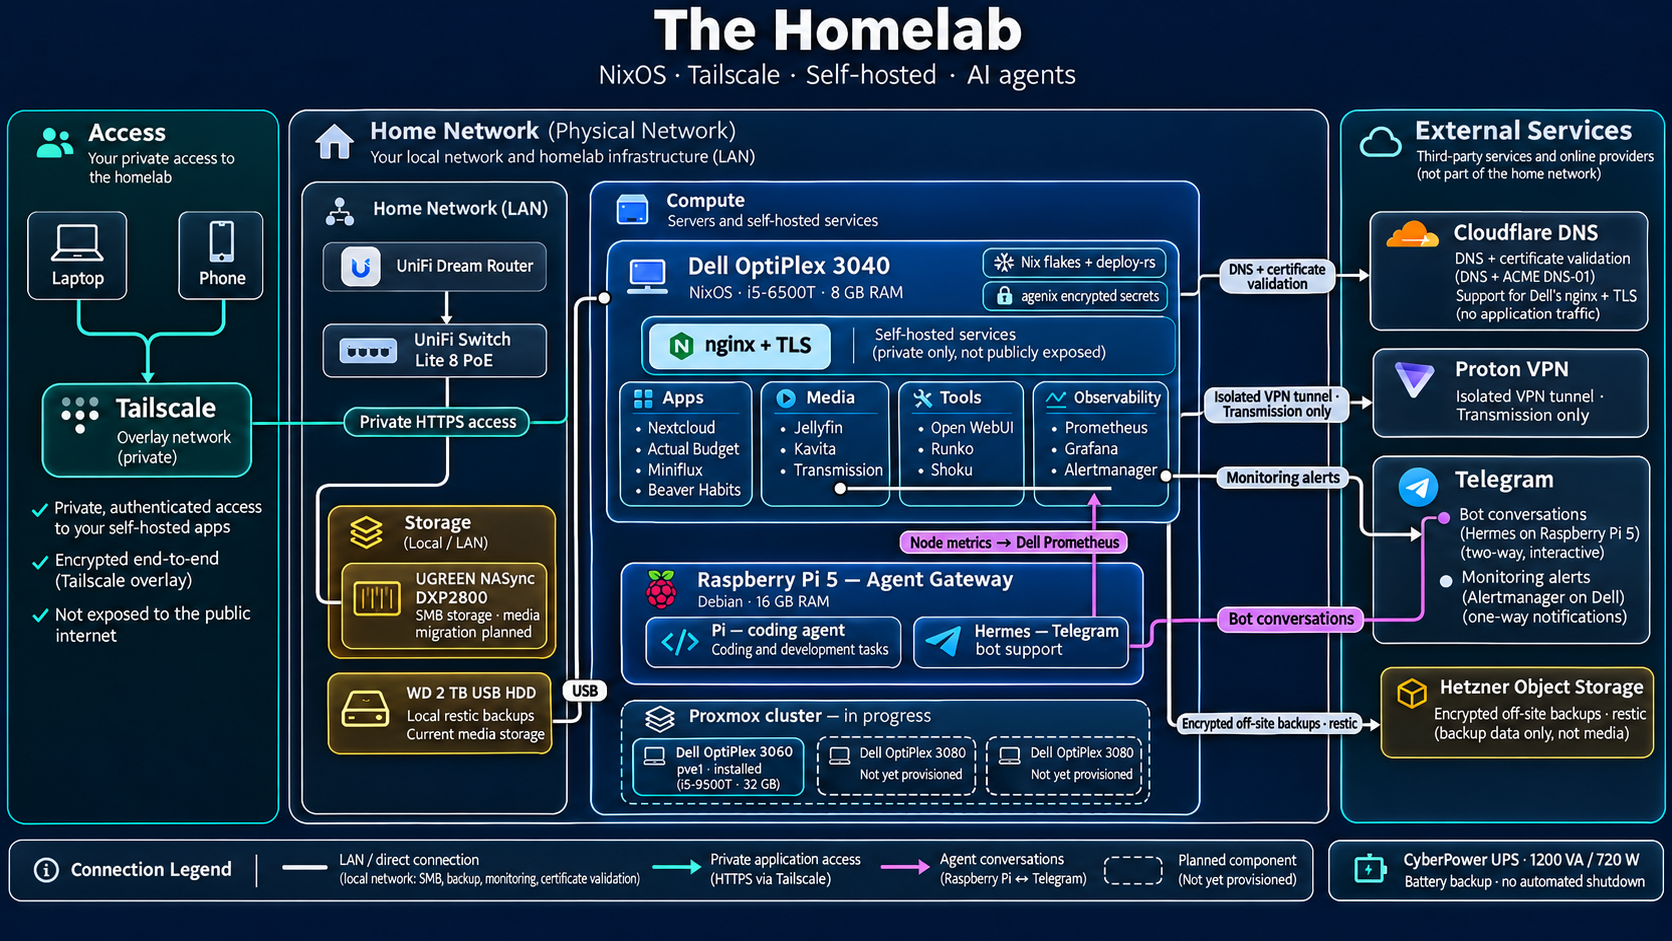 The Homelab
NixOS · Tailscale · Self-hosted · AI agents
Access
Your private access to
the homelab
Laptop
Phone
Tailscale
Overlay network
(private)
Private, authenticated access
to your self-hosted apps
Encrypted end-to-end
(Tailscale overlay)
Not exposed to the public
internet
Home Network (Physical Network)
Your local network and homelab infrastructure (LAN)
Home Network (LAN)
UniFi Dream Router
UniFi Switch
Lite 8 PoE
Private HTTPS access
Storage
(Local / LAN)
UGREEN NASync
DXP2800
SMB storage · media
migration planned
WD 2 TB USB HDD
Local restic backups
Current media storage
USB
Compute
Servers and self-hosted services
Dell OptiPlex 3040
NixOS · i5-6500T · 8 GB RAM
Nix flakes + deploy-rs
agenix encrypted secrets
nginx + TLS
Self-hosted services
(private only, not publicly exposed)
Apps
• Nextcloud
• Actual Budget
• Miniflux
• Beaver Habits
Media
• Jellyfin
• Kavita
• Transmission
Tools
• Open WebUI
• Runko
• Shoku
Observability
• Prometheus
• Grafana
• Alertmanager
Node metrics → Dell Prometheus
Raspberry Pi 5 — Agent Gateway
Debian · 16 GB RAM
Pi — coding agent
Coding and development tasks
Hermes — Telegram
bot support
Proxmox cluster — in progress
Dell OptiPlex 3060
pve1 · installed
(i5-9500T · 32 GB)
Dell OptiPlex 3080
Not yet provisioned
Dell OptiPlex 3080
Not yet provisioned
DNS + certificate
validation
Isolated VPN tunnel ·
Transmission only
Monitoring alerts
Bot conversations
Encrypted off-site backups · restic
External Services
Third-party services and online providers
(not part of the home network)
Cloudflare DNS
DNS + certificate validation
(DNS + ACME DNS-01)
Support for Dell's nginx + TLS
(no application traffic)
Proton VPN
Isolated VPN tunnel ·
Transmission only
Telegram
Bot conversations
(Hermes on Raspberry Pi 5)
(two-way, interactive)
Monitoring alerts
(Alertmanager on Dell)
(one-way notifications)
Hetzner Object Storage
Encrypted off-site backups · restic
(backup data only, not media)
Connection Legend
LAN / direct connection
(local network: SMB, backup, monitoring, certificate validation)
Private application access
(HTTPS via Tailscale)
Agent conversations
(Raspberry Pi ↔ Telegram)
Planned component
(Not yet provisioned)
CyberPower UPS · 1200 VA / 720 W
Battery backup · no automated shutdown